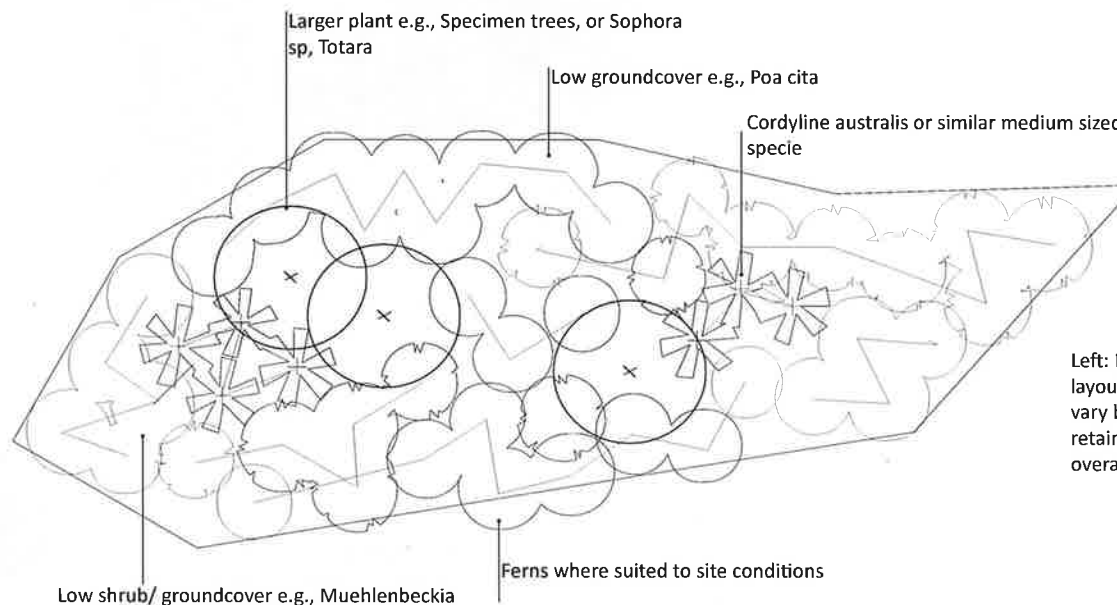 Larger plant e.g., Specimen trees, or Sophora
sp, Totara
Low groundcover e.g., Poa cita
Cordyline australis or similar medium sized
specie
Left:
layou
vary b
retain
overa
Ferns where suited to site conditions
Low shrub/ groundcover e.g., Muehlenbeckia